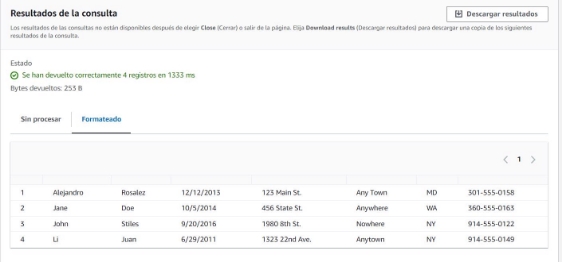 Resultados de la consulta
Descargar resultados
Los resultados de las consultas no están disponibles después de elegir Close (Cerrar) o salir de la página. Elija Download results (Descargar resultados) para descargar una copia de los siguientes
resultados de la consulta.
Estado
Se han devuelto correctamente 4 registros en 1333 ms
Bytes devueltos: 253 B
Sin procesar Formateado
1
1 Alejandro Rosalez 12/12/2013 123 Main St. Any Town MD 301-555-0158
2 Jane Doe 10/5/2014 456 State St. Anywhere WA 360-555-0163
3 John Stiles 9/20/2016 1980 8th St. Nowhere NY 914-555-0122
4 Li Juan 6/29/2011 1323 22nd Ave. Anytown NY 914-555-0149